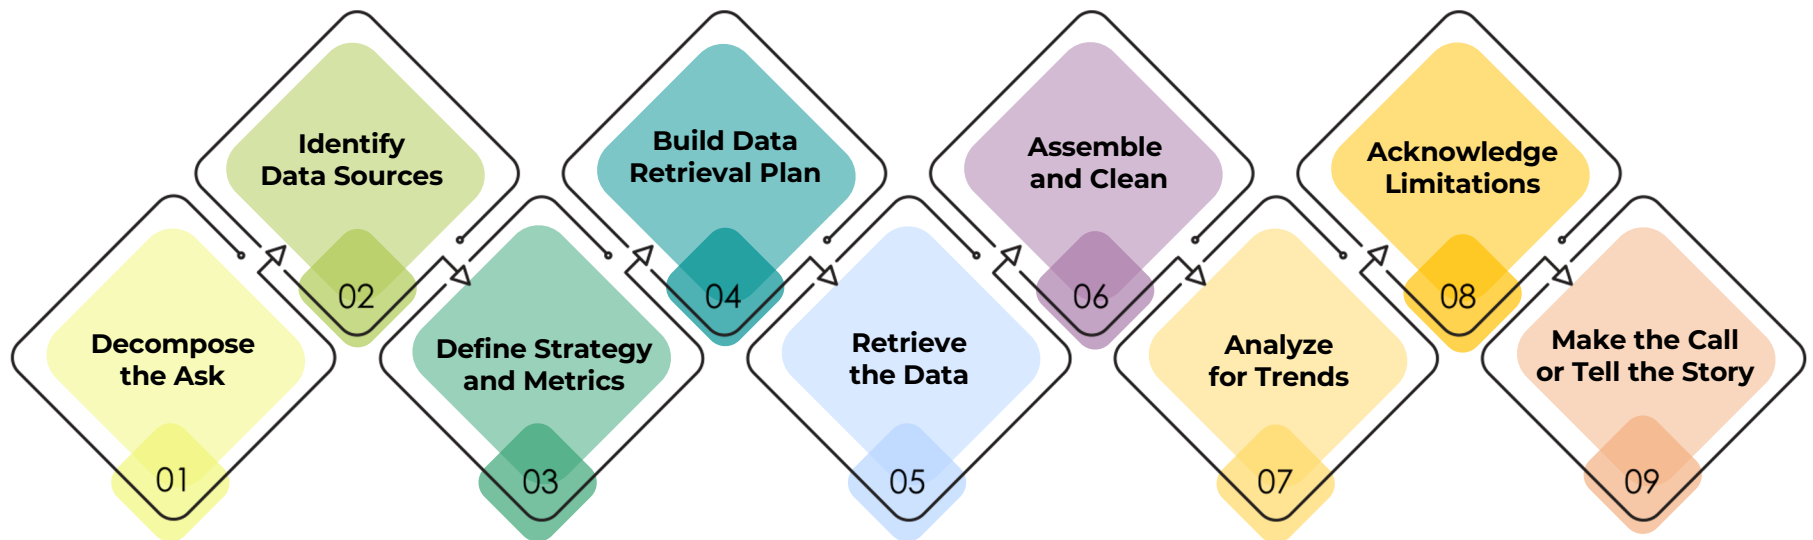 Decompose
the Ask
01
Identify
Data Sources
02
Define Strategy
and Metrics
03
Build Data
Retrieval Plan
04
Retrieve
the Data
05
Assemble
and Clean
06
Analyze
for Trends
07
Acknowledge
Limitations
08
Make the Call
or Tell the Story
09